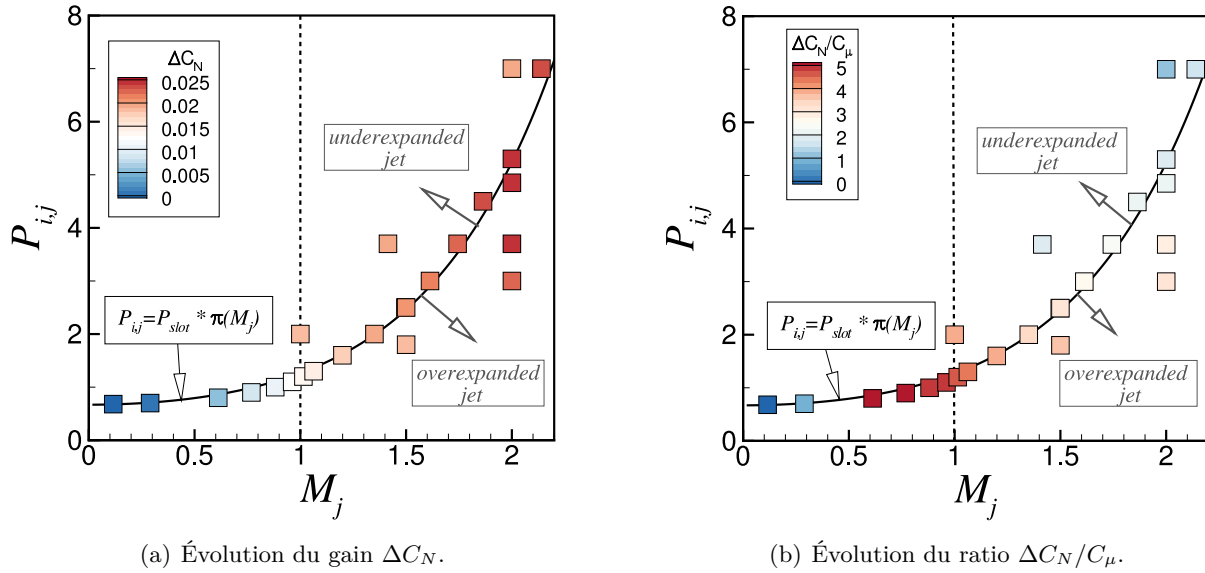 8
6
4
2
0
P_{i,j}
ΔC_N
0.025
0.02
0.015
0.01
0.005
0
underexpanded
jet
P_{i,j}=P_{slot} * π(M_j)
overexpanded
jet
0 0.5 1 1.5 2
M_j
(a) Évolution du gain ΔC_N.
8
6
4
2
0
P_{i,j}
ΔC_N/C_μ
5
4
3
2
1
0
underexpanded
jet
P_{i,j}=P_{slot} * π(M_j)
overexpanded
jet
0 0.5 1 1.5 2
M_j
(b) Évolution du ratio ΔC_N/C_μ.